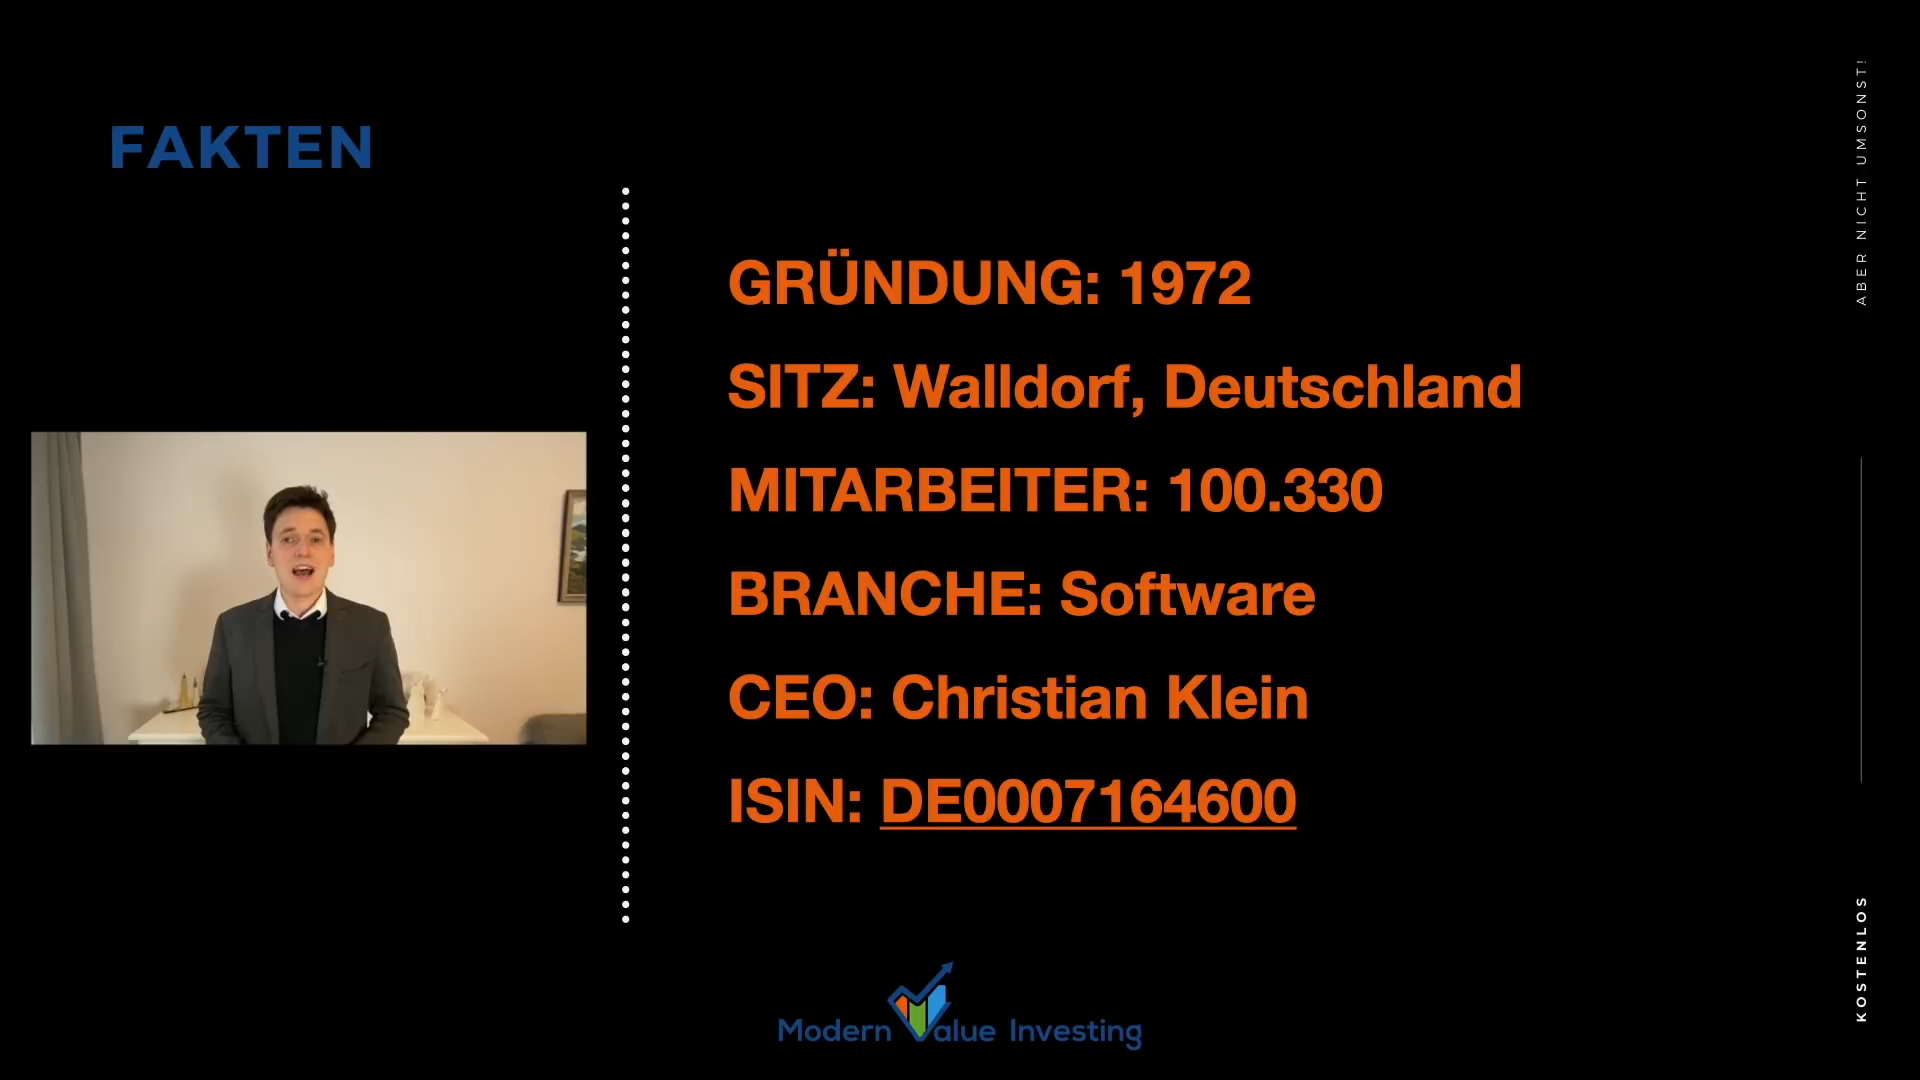 FAKTEN
GRÜNDUNG: 1972
SITZ: Walldorf, Deutschland
MITARBEITER: 100.330
BRANCHE: Software
CEO: Christian Klein
ISIN: DE0007164600
Modern Value Investing
ABER NICHT UMSONST!
KOSTENLOS